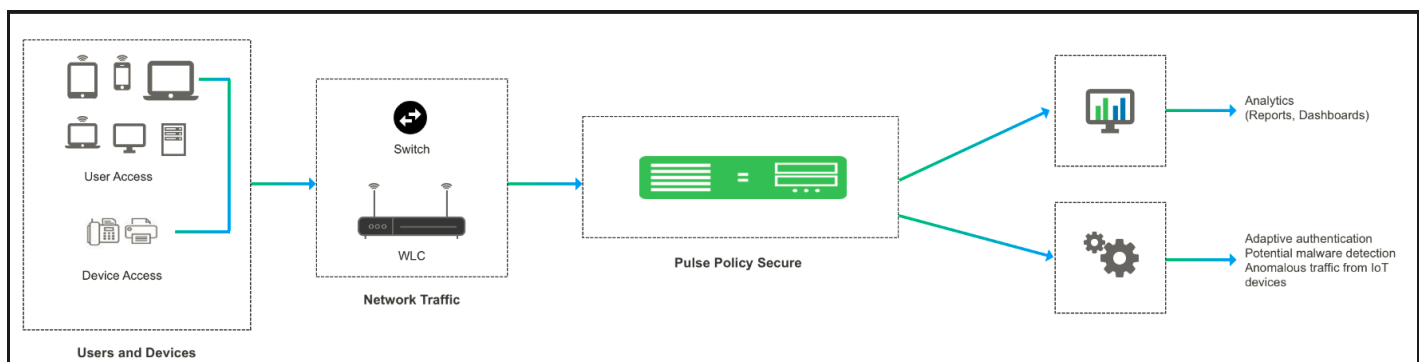 User Access
Device Access
Users and Devices
Switch
WLC
Network Traffic
Pulse Policy Secure
Analytics
(Reports, Dashboards)
Adaptive authentication
Potential malware detection
Anomalous traffic from IoT
devices